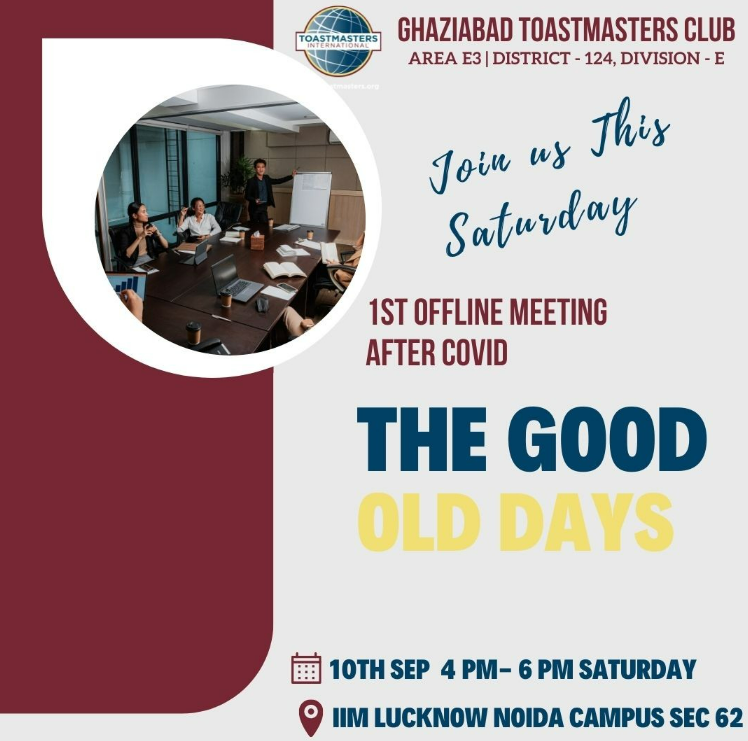 TOASTMASTERS
INTERNATIONAL
GHAZIABAD TOASTMASTERS CLUB
AREA E3 | DISTRICT - 124, DIVISION - E
Join us This
Saturday
1ST OFFLINE MEETING
AFTER COVID
THE GOOD
OLD DAYS
10TH SEP 4 PM- 6 PM SATURDAY
IIM LUCKNOW NOIDA CAMPUS SEC 62